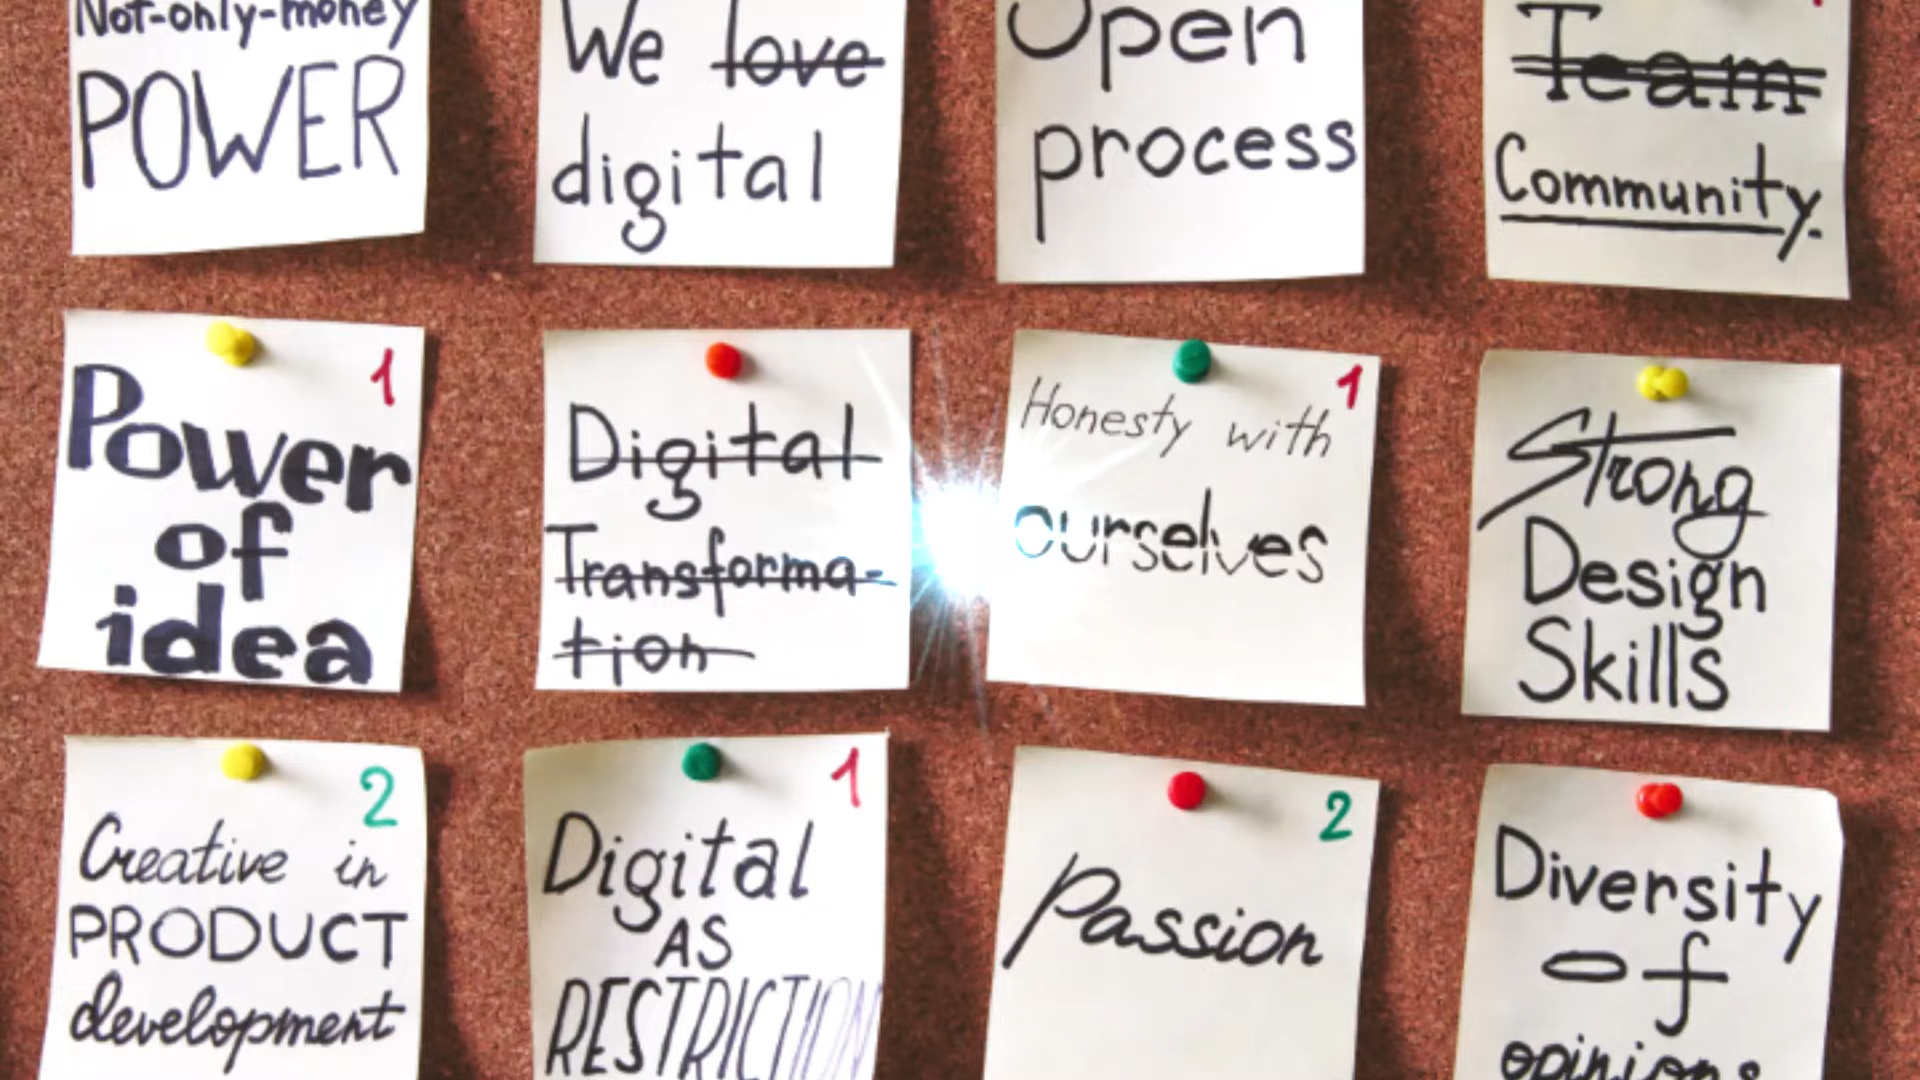 Not-only-money
POWER
We love
digital
Open
process
Team
Community.
1
Power
of
idea
Digital
Transforma-
tion
1
Honesty with
ourselves
Strong
Design
Skills
2
Creative in
PRODUCT
development
1
Digital
AS
RESTRICTION
2
Passion
Diversity
of
opinions